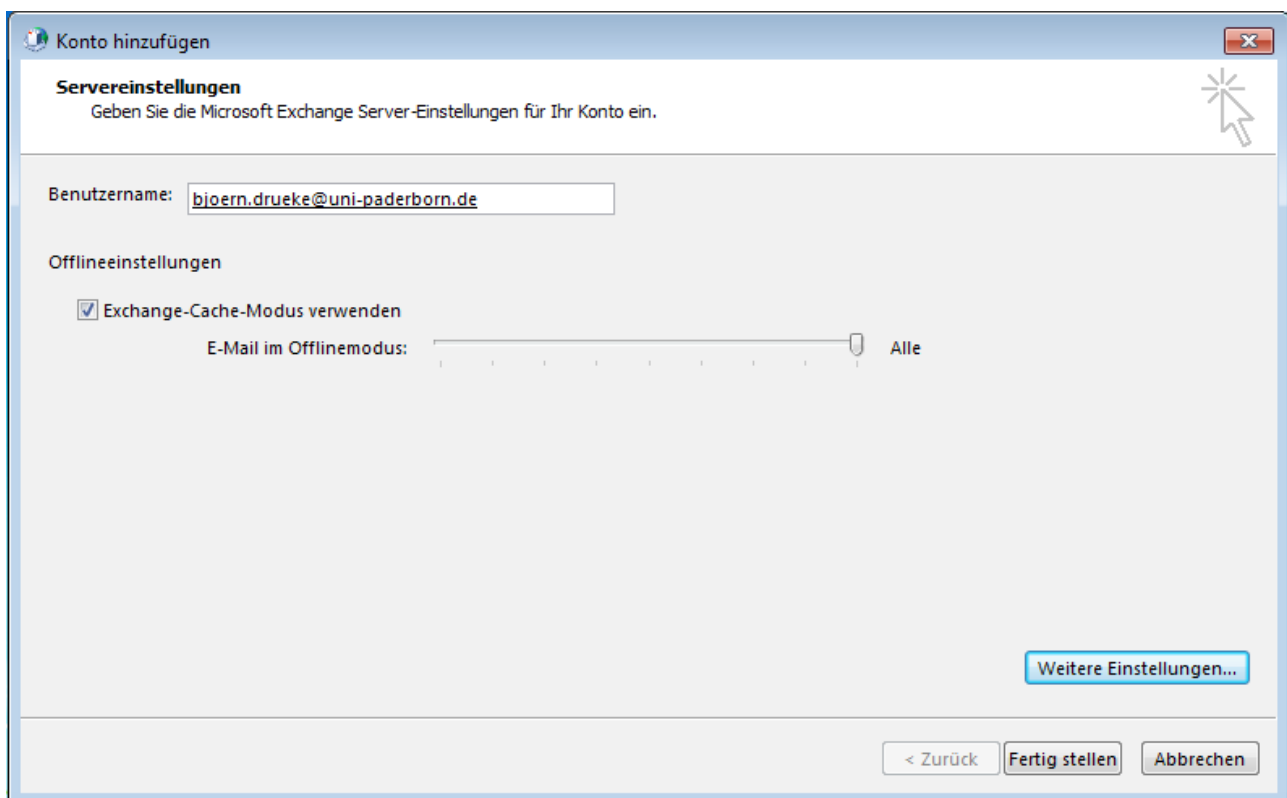 Konto hinzufügen
Servereinstellungen
Geben Sie die Microsoft Exchange Server-Einstellungen für Ihr Konto ein.
Benutzername: bjoern.drueke@uni-paderborn.de
Offlineeinstellungen
Exchange-Cache-Modus verwenden
E-Mail im Offlinemodus: Alle
Weitere Einstellungen...
< Zurück Fertig stellen Abbrechen